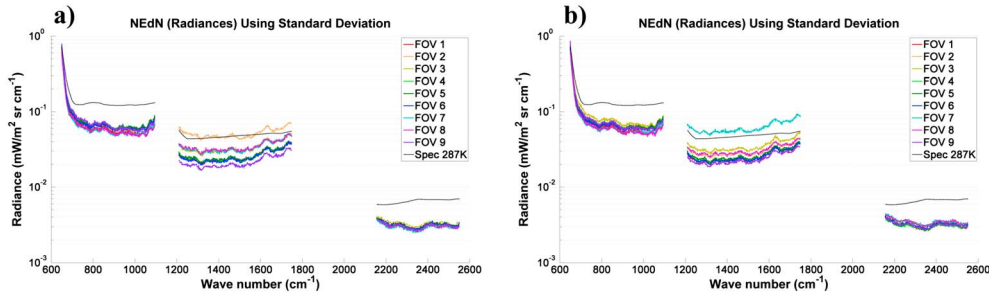 a)
NEdN (Radiances) Using Standard Deviation
Radiance (mW/m² sr cm⁻¹)
10⁰
10⁻¹
10⁻²
10⁻³
600 800 1000 1200 1400 1600 1800 2000 2200 2400 2600
Wave number (cm⁻¹)
FOV 1
FOV 2
FOV 3
FOV 4
FOV 5
FOV 6
FOV 7
FOV 8
FOV 9
Spec 287K
b)
NEdN (Radiances) Using Standard Deviation
Radiance (mW/m² sr cm⁻¹)
10⁰
10⁻¹
10⁻²
10⁻³
600 800 1000 1200 1400 1600 1800 2000 2200 2400 2600
Wave number (cm⁻¹)
FOV 1
FOV 2
FOV 3
FOV 4
FOV 5
FOV 6
FOV 7
FOV 8
FOV 9
Spec 287K